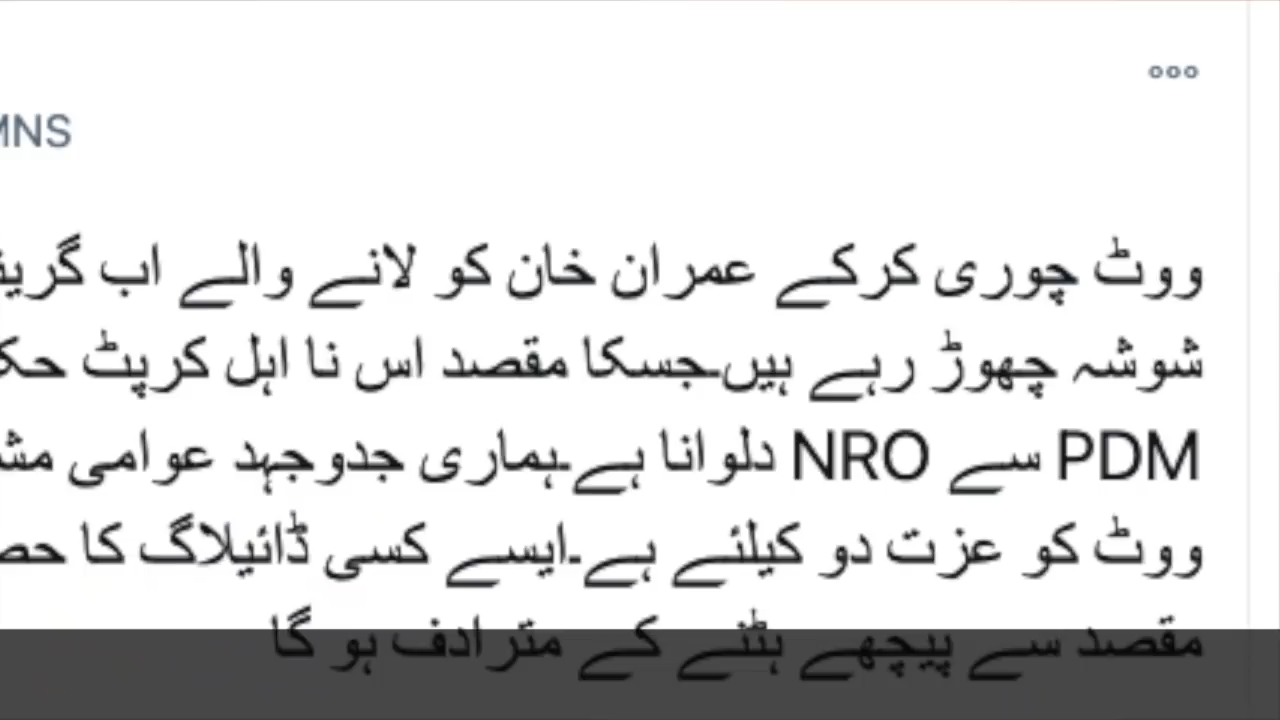 MNS
ووٹ چوری کرکے عمران خان کو لانے والے اب
شوشہ چھوڑ رہے ہیں۔جسکا مقصد اس نا اہل کرپٹ
PDM سے NRO دلوانا ہے۔ہماری جدوجہد عوامی
ووٹ کو عزت دو کیلئے ہے۔ایسے کسی ڈائیلاگ کا
مقصد سے پیچھے ہٹنے کے مترادف ہو گا